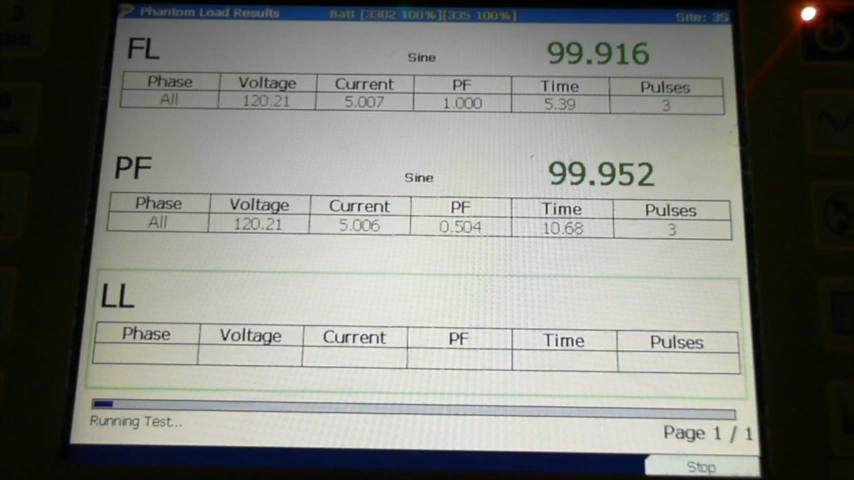 Phantom Load Results Batt [3302 100%][335 100%] Site: 35
FL Sine 99.916
Phase Voltage Current PF Time Pulses
All 120.21 5.007 1.000 5.39 3
PF Sine 99.952
Phase Voltage Current PF Time Pulses
All 120.21 5.006 0.504 10.68 3
LL
Phase Voltage Current PF Time Pulses
Running Test..
Page 1 / 1
Stop